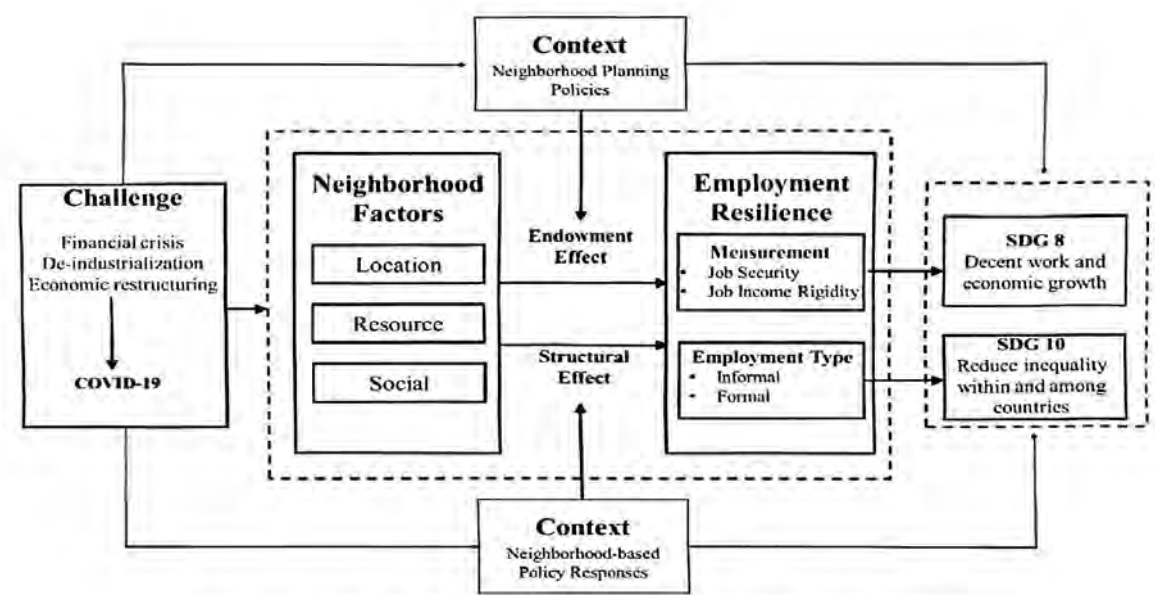 Context
Neighborhood Planning
Policies
Challenge
Financial crisis
De-industrialization
Economic restructuring
COVID-19
Neighborhood
Factors
Location
Resource
Social
Endowment
Effect
Structural
Effect
Employment
Resilience
Measurement
• Job Security
• Job Income Rigidity
Employment Type
• Informal
• Formal
SDG 8
Decent work and
economic growth
SDG 10
Reduce inequality
within and among
countries
Context
Neighborhood-based
Policy Responses